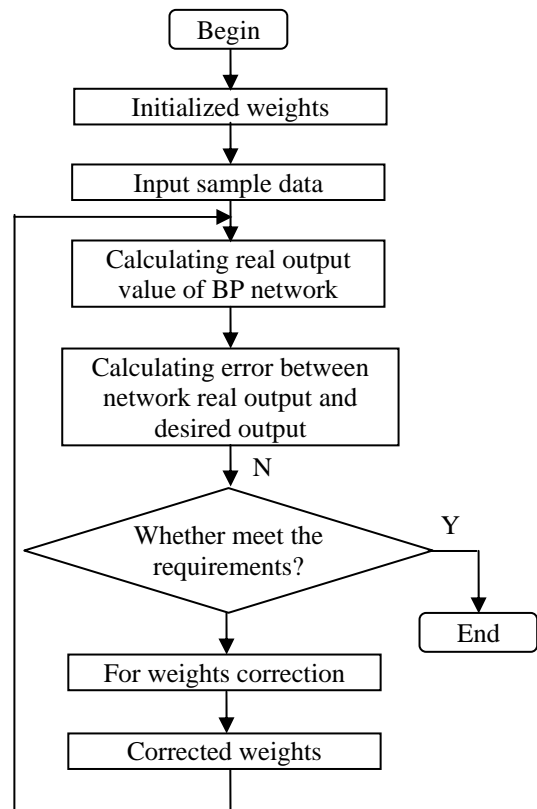 Begin
Initialized weights
Input sample data
Calculating real output
value of BP network
Calculating error between
network real output and
desired output
N
Whether meet the
requirements?
Y
End
For weights correction
Corrected weights